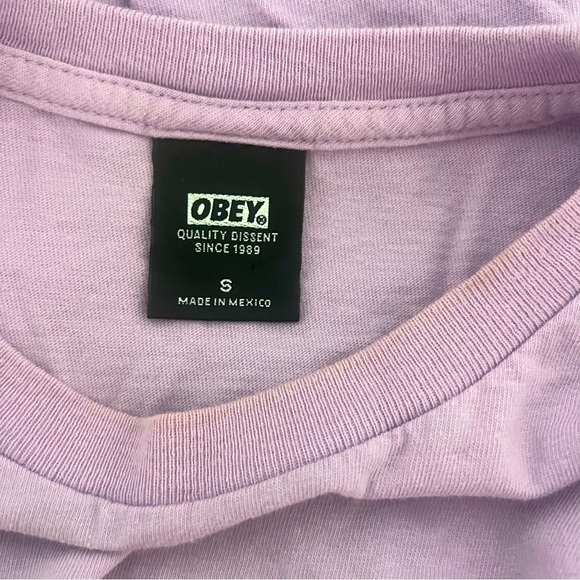 OBEY®
QUALITY DISSENT
SINCE 1989
S
MADE IN MEXICO